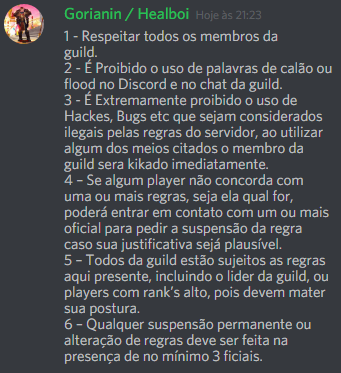 Gorianin / Healboi Hoje às 21:23
1 - Respeitar todos os membros da
guild.
2 - É Proibido o uso de palavras de calão ou
flood no Discord e no chat da guild.
3 - É Extremamente proibido o uso de
Hackes, Bugs etc que sejam considerados
ilegais pelas regras do servidor, ao utilizar
algum dos meios citados o membro da
guild sera kikado imediatamente.
4 – Se algum player não concorda com
uma ou mais regras, seja ela qual for,
poderá entrar em contato com um ou mais
oficial para pedir a suspensão da regra
caso sua justificativa sejá plausível.
5 – Todos da guild estão sujeitos as regras
aqui presente, incluindo o lider da guild, ou
players com rank’s alto, pois devem mater
sua postura.
6 – Qualquer suspensão permanente ou
alteração de regras deve ser feita na
presença de no mínimo 3 ficiais.